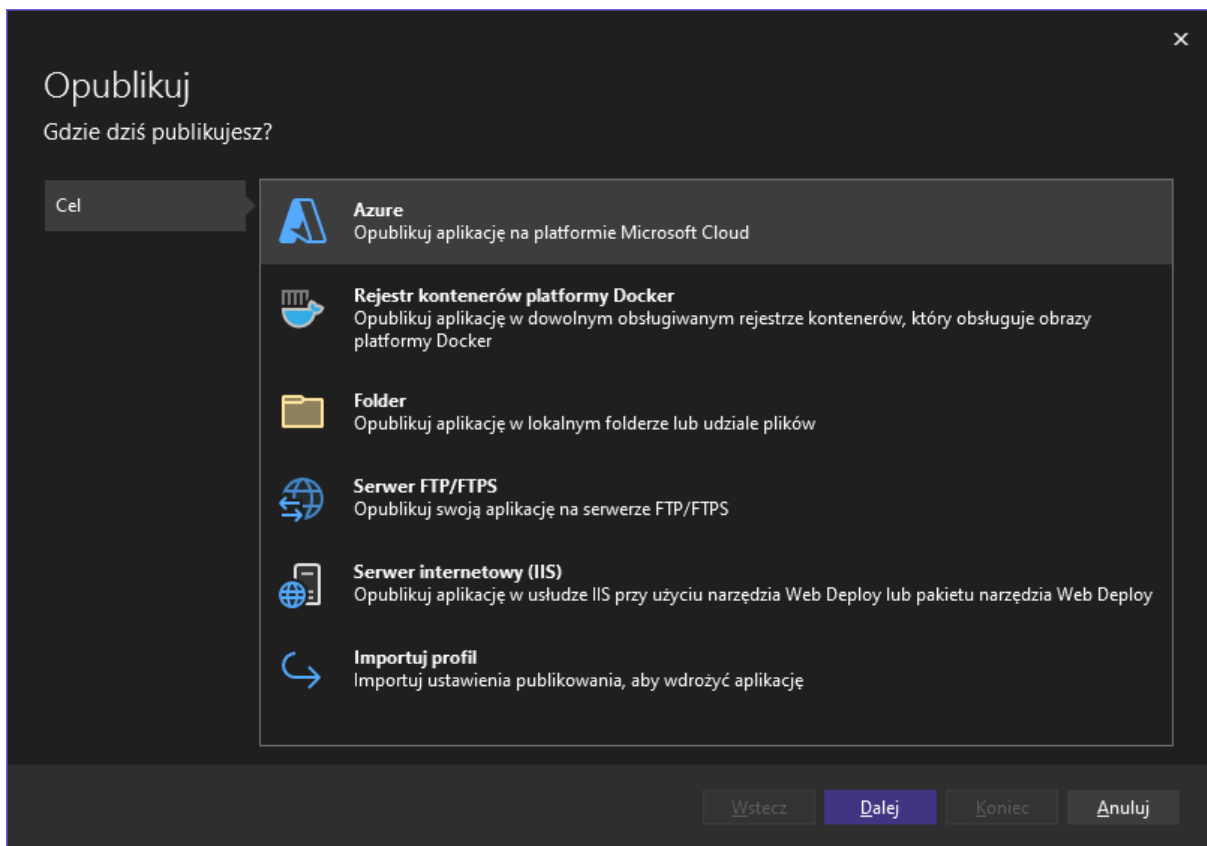 Opublikuj
Gdzie dziś publikujesz?
Cel
Azure
Opublikuj aplikację na platformie Microsoft Cloud
Rejestr kontenerów platformy Docker
Opublikuj aplikację w dowolnym obsługiwanym rejestrze kontenerów, który obsługuje obrazy
platformy Docker
Folder
Opublikuj aplikację w lokalnym folderze lub udziale plików
Serwer FTP/FTPS
Opublikuj swoją aplikację na serwerze FTP/FTPS
Serwer internetowy (IIS)
Opublikuj aplikację w usłudze IIS przy użyciu narzędzia Web Deploy lub pakietu narzędzia Web Deploy
Importuj profil
Importuj ustawienia publikowania, aby wdrożyć aplikację
Wstecz Dalej Koniec Anuluj